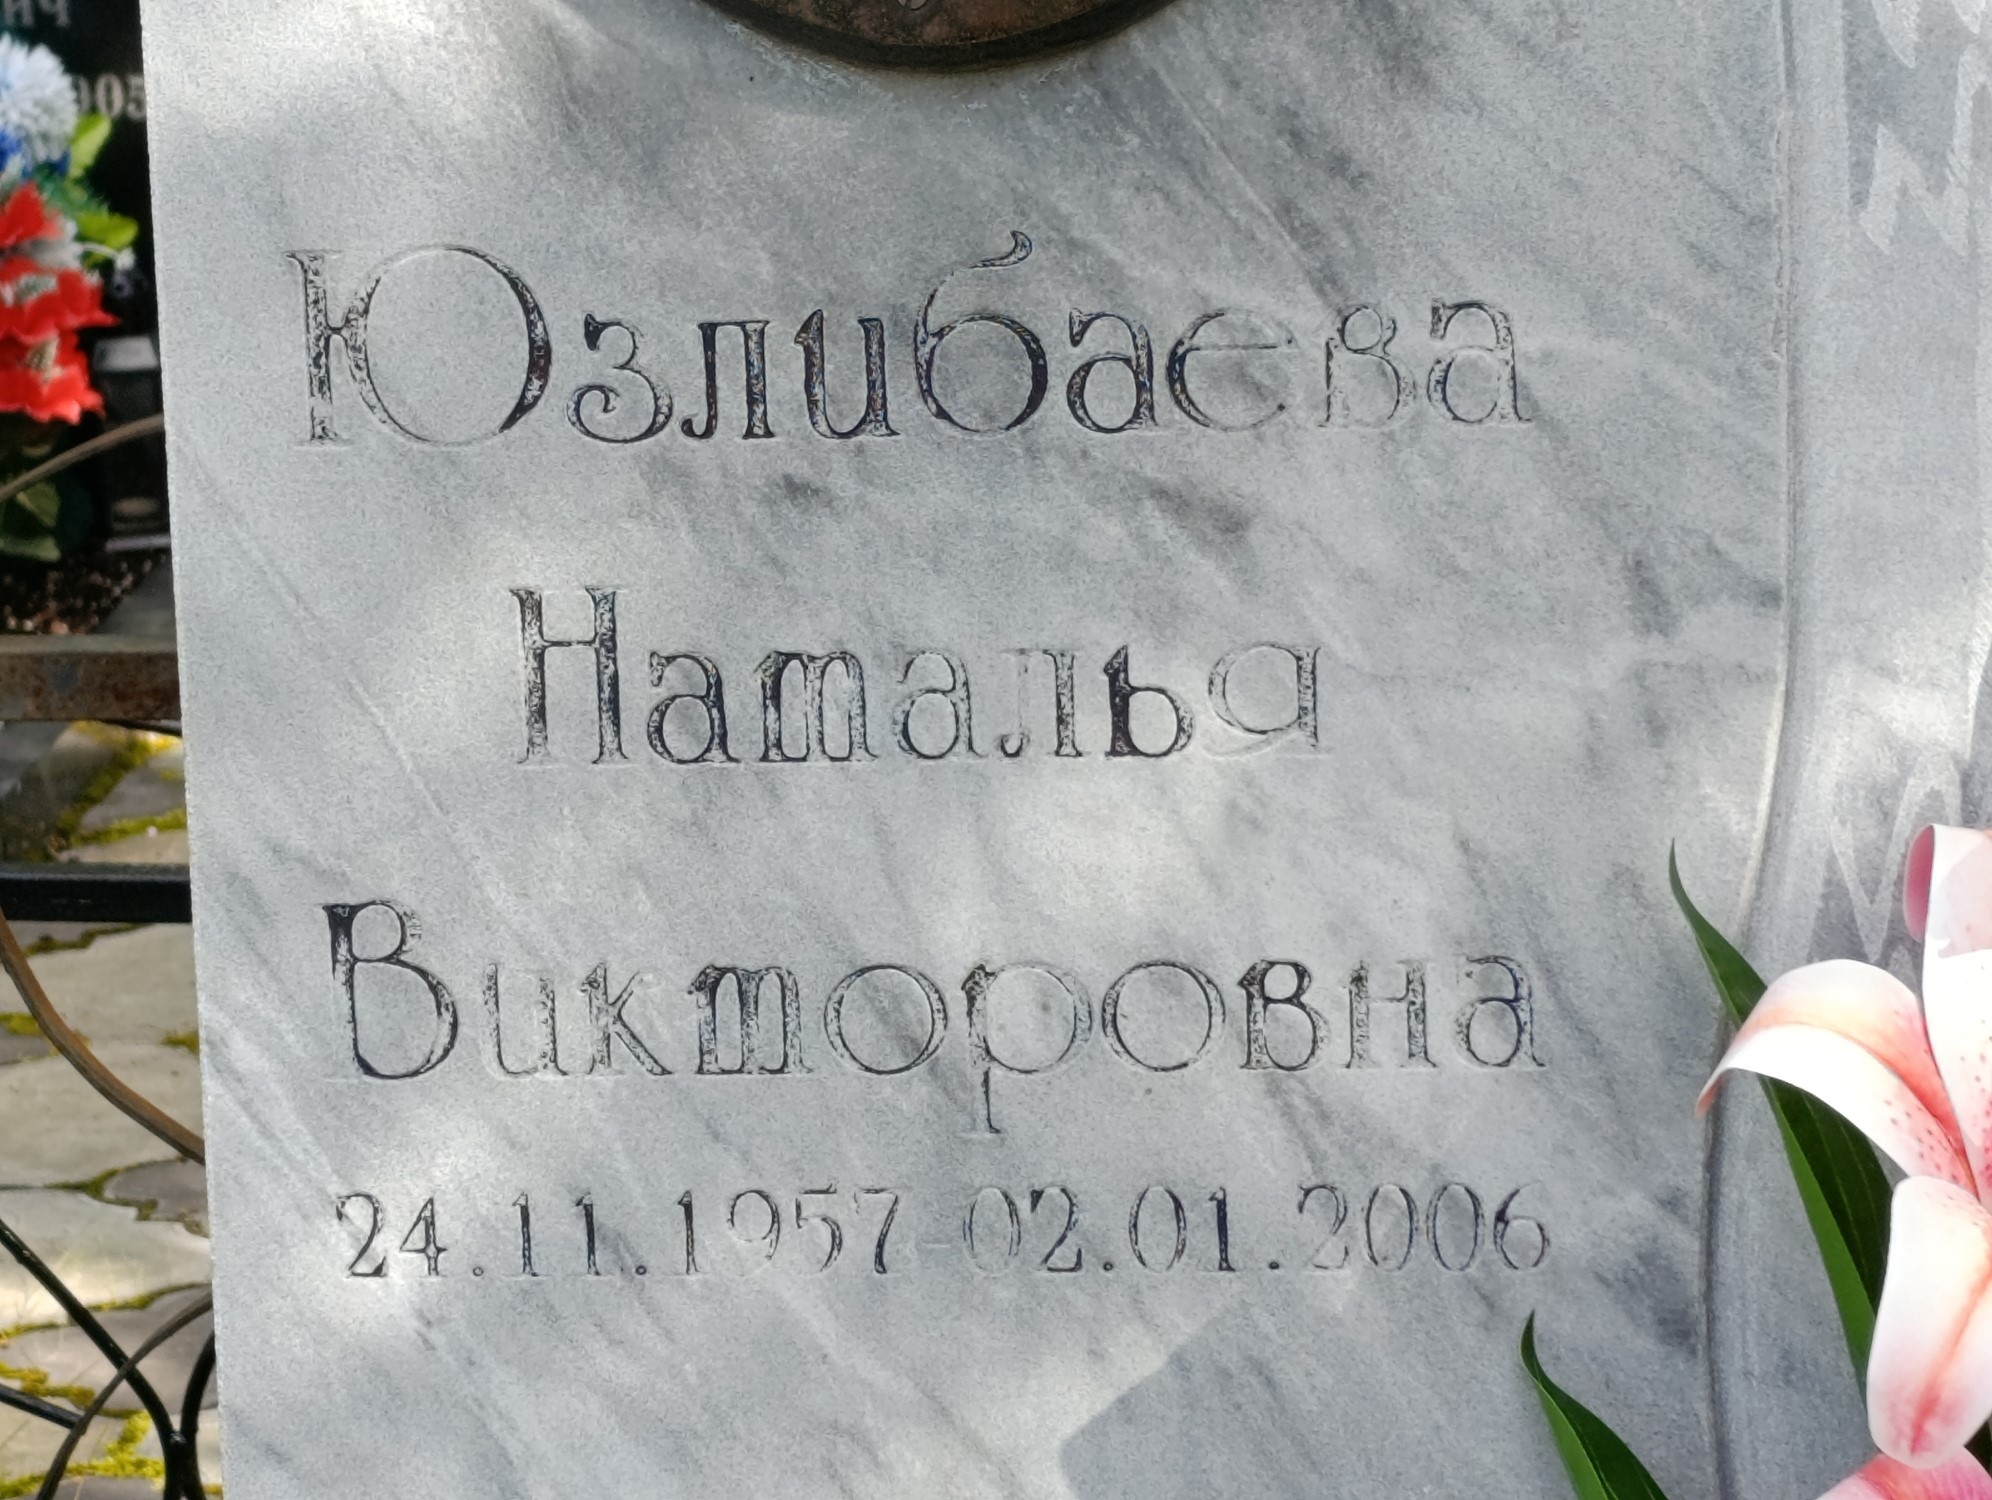 Юзлибаева
Наталья
Викторовна
24.11.1957-02.01.2006